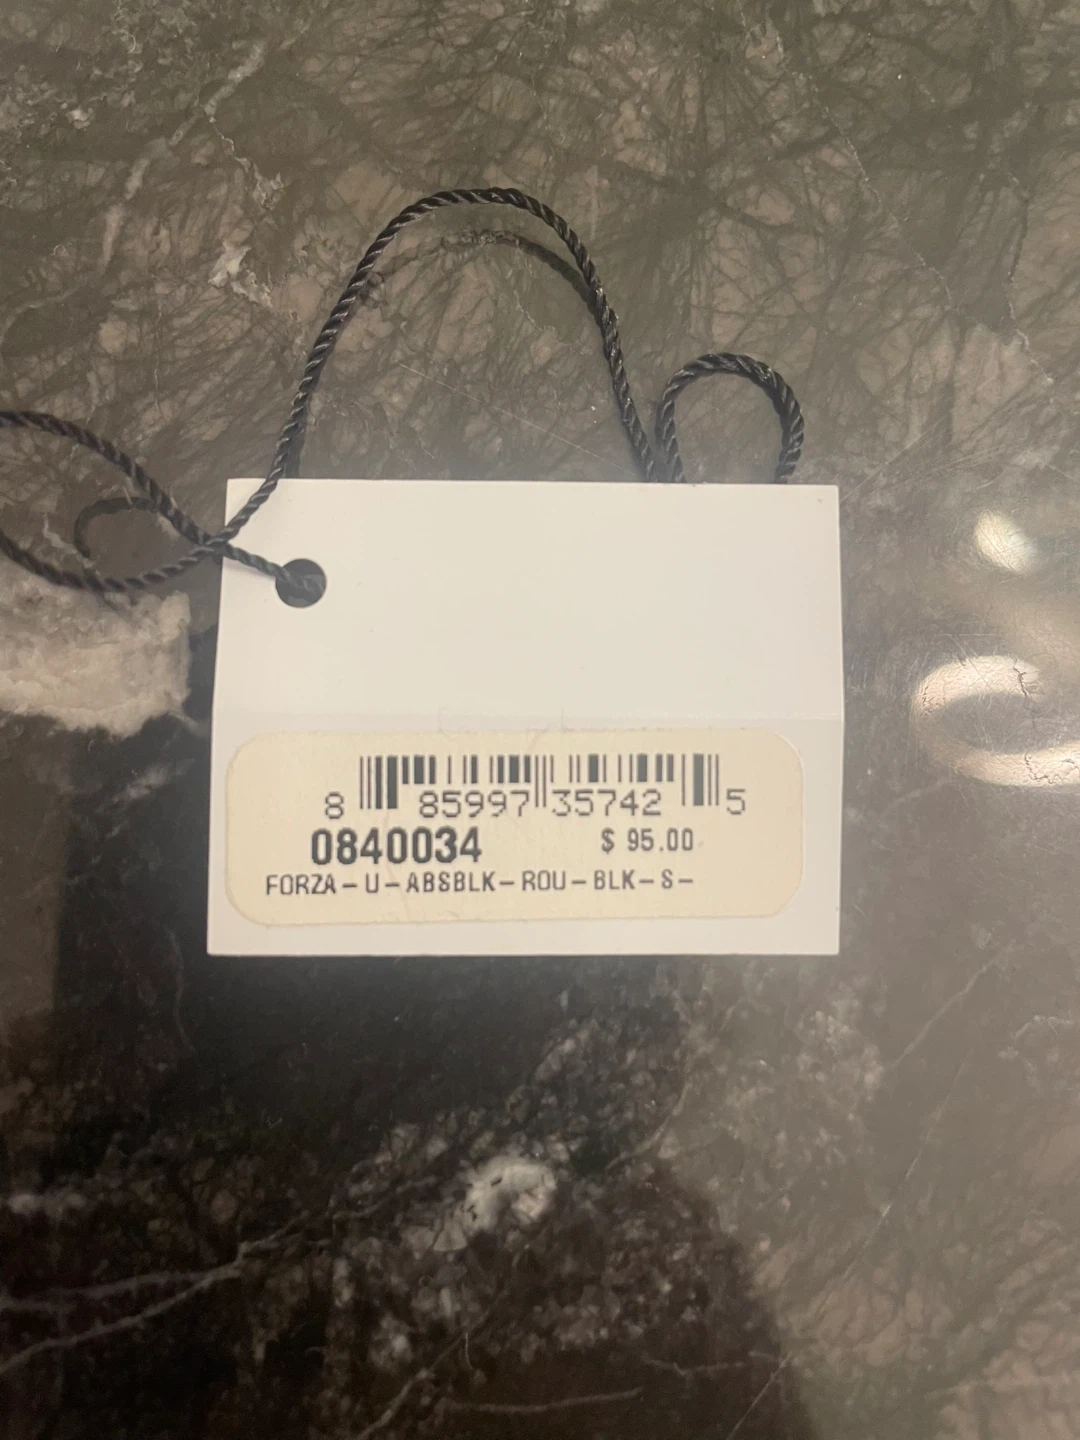 8 85997 35742 5
0840034 $ 95.00
FORZA-U-ABSBLK-ROU-BLK-S-